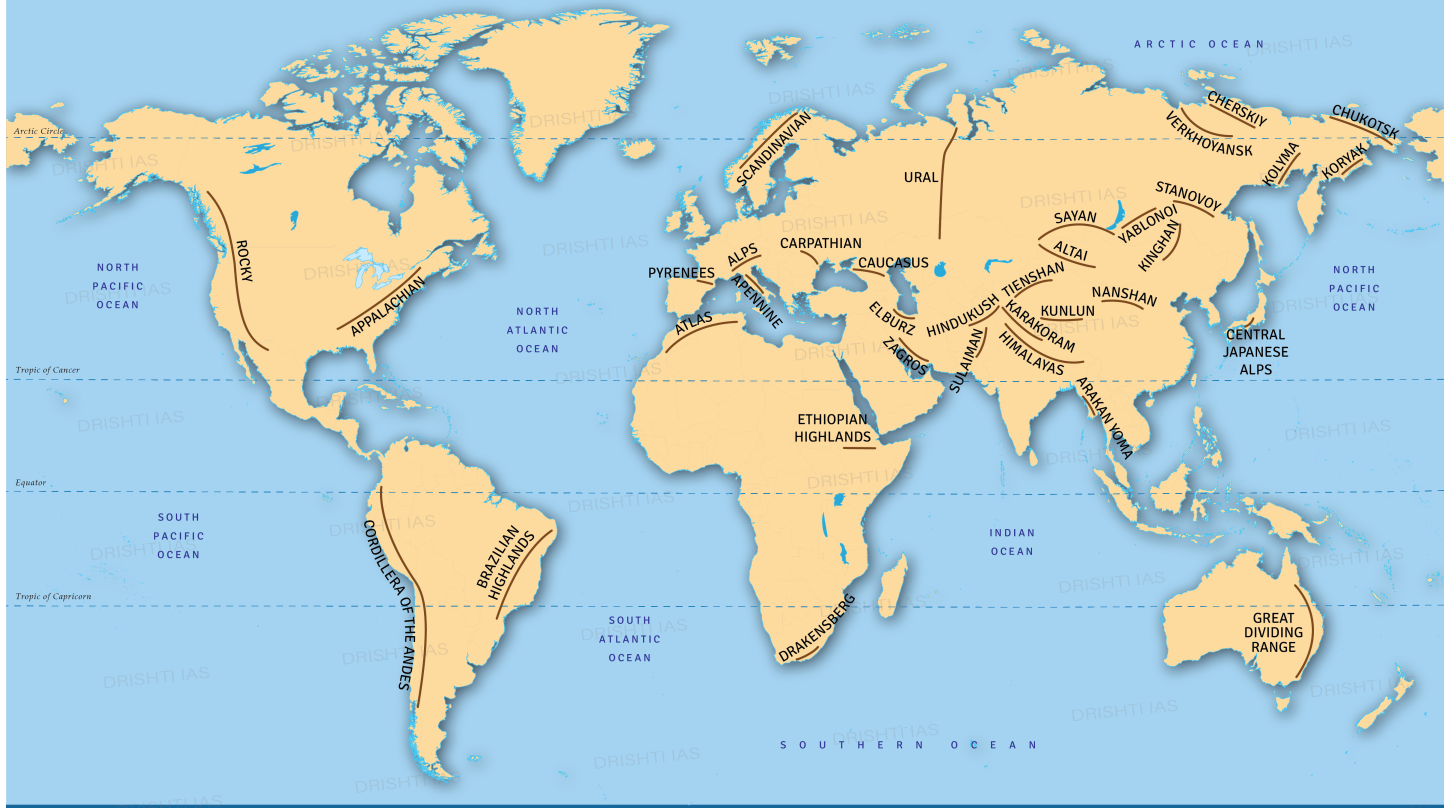 ARCTIC OCEAN
DRISHTI IAS
CHERSKIY
CHUKOTSK
VERKHOYANSK
Arctic Circle
SCANDINAVIAN
KOLYMA
KORYAK
URAL
STANOVOY
SAYAN
YABLONOI
KINGHAN
ROCKY
CARPATHIAN
ALPS
ALTAI
CAUCASUS
PYRENEES
NORTH
PACIFIC
OCEAN
APPALACHIAN
APENNINE
TIENSHAN
NANSHAN
NORTH
PACIFIC
OCEAN
NORTH
ATLANTIC
OCEAN
ATLAS
ELBURZ
HINDUKUSH
KARAKORAM
KUNLUN
ZAGROS
SULAIMAN
HIMALAYAS
CENTRAL
JAPANESE
ALPS
Tropic of Cancer
ARAKAN YOMA
ETHIOPIAN
HIGHLANDS
Equator
SOUTH
PACIFIC
OCEAN
CORDILLERA OF THE ANDES
BRAZILIAN
HIGHLANDS
INDIAN
OCEAN
Tropic of Capricorn
DRAKENSBERG
SOUTH
ATLANTIC
OCEAN
GREAT
DIVIDING
RANGE
SOUTHERN OCEAN